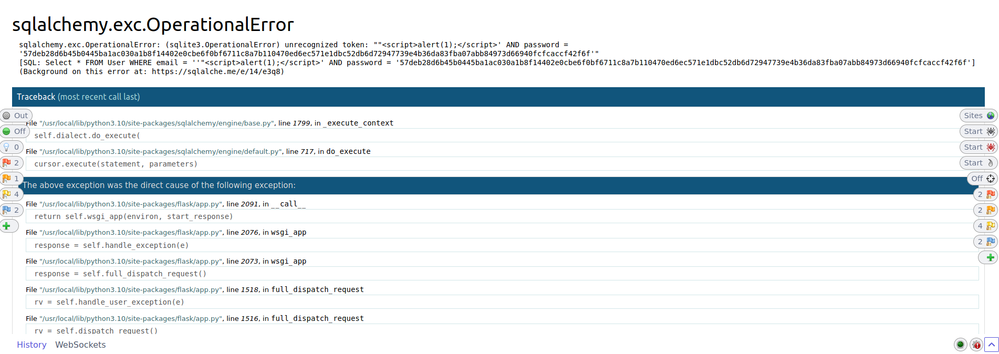 sqlalchemy.exc.OperationalError
sqlalchemy.exc.OperationalError: (sqlite3.OperationalError) unrecognized token: ""<script>alert(1);</script>' AND password =
'57deb28d6b45b0445ba1ac030a1b8f14402e0cbe6f0bf6711c8a7b110470ed6ec571e1dbc52db6d72947739e4b36da83fba07abb84973d66940fcfcaccf42f6f'"
[SQL: Select * FROM User WHERE email = ''"<script>alert(1);</script>' AND password = '57deb28d6b45b0445ba1ac030a1b8f14402e0cbe6f0bf6711c8a7b110470ed6ec571e1dbc52db6d72947739e4b36da83fba07abb84973d66940fcfcaccf42f6f']
(Background on this error at: https://sqlalche.me/e/14/e3q8)
Traceback (most recent call last)
Out
Sites
File "/usr/local/lib/python3.10/site-packages/sqlalchemy/engine/base.py", line 1799, in _execute_context
Off
Start
self.dialect.do_execute(
0
Start
File "/usr/local/lib/python3.10/site-packages/sqlalchemy/engine/default.py", line 717, in do_execute
2
Start
cursor.execute(statement, parameters)
1
Off
The above exception was the direct cause of the following exception:
4
2
File "/usr/local/lib/python3.10/site-packages/flask/app.py", line 2091, in __call__
2
2
return self.wsgi_app(environ, start_response)
4
File "/usr/local/lib/python3.10/site-packages/flask/app.py", line 2076, in wsgi_app
2
response = self.handle_exception(e)
File "/usr/local/lib/python3.10/site-packages/flask/app.py", line 2073, in wsgi_app
response = self.full_dispatch_request()
File "/usr/local/lib/python3.10/site-packages/flask/app.py", line 1518, in full_dispatch_request
rv = self.handle_user_exception(e)
File "/usr/local/lib/python3.10/site-packages/flask/app.py", line 1516, in full_dispatch_request
rv = self.dispatch_request()
History WebSockets